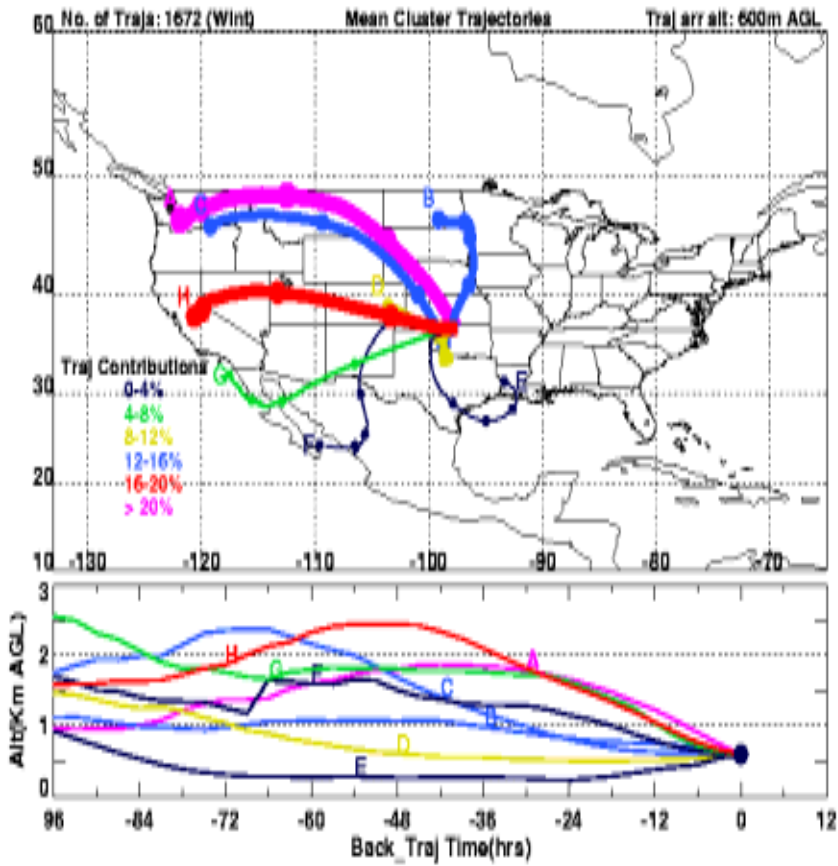 No. of Trajs: 1672 (Wint) Mean Cluster Trajectories Traj arr alt: 600m AGL
60
50
A C B
40
D
H
Traj Contributions
G E
30
0-4%
4-8%
8-12%
F
12-16%
20
16-20%
> 20%
10 -130 -120 -110 -100 -90 -80 -70
3
2
H G F A
C
B
1
D
E
0
Alt(Km AGL)
96 -84 -72 -60 -48 -36 -24 -12 0 12
Back_Traj Time(hrs)